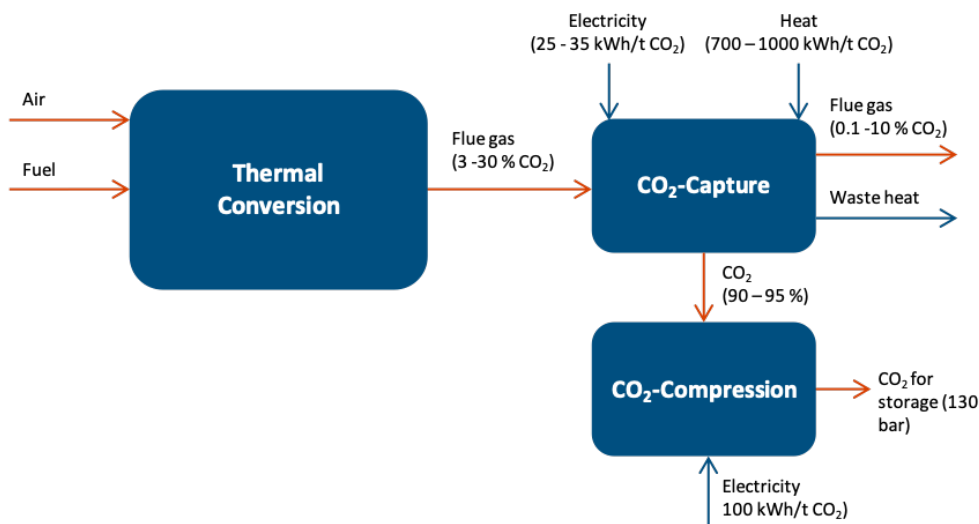 Electricity
(25 - 35 kWh/t CO₂)
Heat
(700 – 1000 kWh/t CO₂)
Air
Fuel
Thermal
Conversion
Flue gas
(3 -30 % CO₂)
CO₂-Capture
Flue gas
(0.1 -10 % CO₂)
Waste heat
CO₂
(90 – 95 %)
CO₂-Compression
CO₂ for
storage (130
bar)
Electricity
100 kWh/t CO₂)